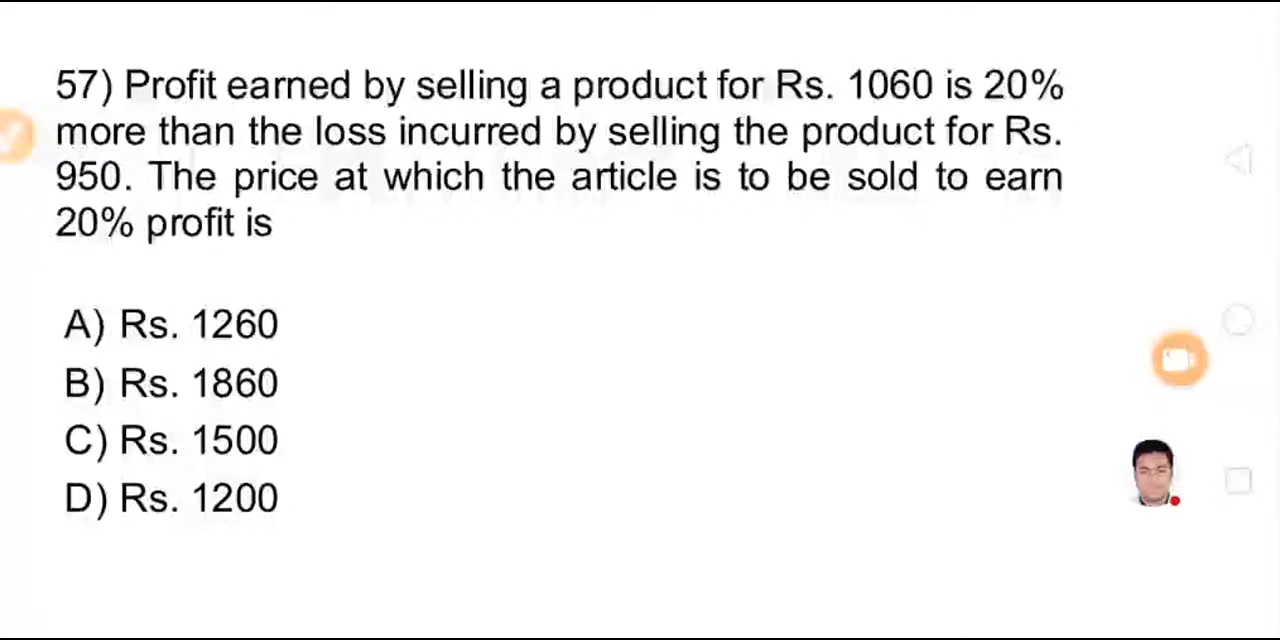 57) Profit earned by selling a product for Rs. 1060 is 20%
more than the loss incurred by selling the product for Rs.
950. The price at which the article is to be sold to earn
20% profit is
A) Rs. 1260
B) Rs. 1860
C) Rs. 1500
D) Rs. 1200